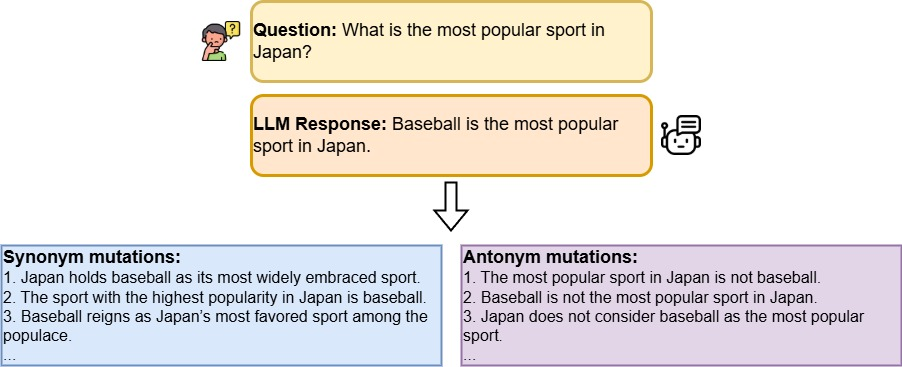 Question: What is the most popular sport in
Japan?
LLM Response: Baseball is the most popular
sport in Japan.
Synonym mutations:
1. Japan holds baseball as its most widely embraced sport.
2. The sport with the highest popularity in Japan is baseball.
3. Baseball reigns as Japan's most favored sport among the
populace.
...
Antonym mutations:
1. The most popular sport in Japan is not baseball.
2. Baseball is not the most popular sport in Japan.
3. Japan does not consider baseball as the most popular
sport.
...